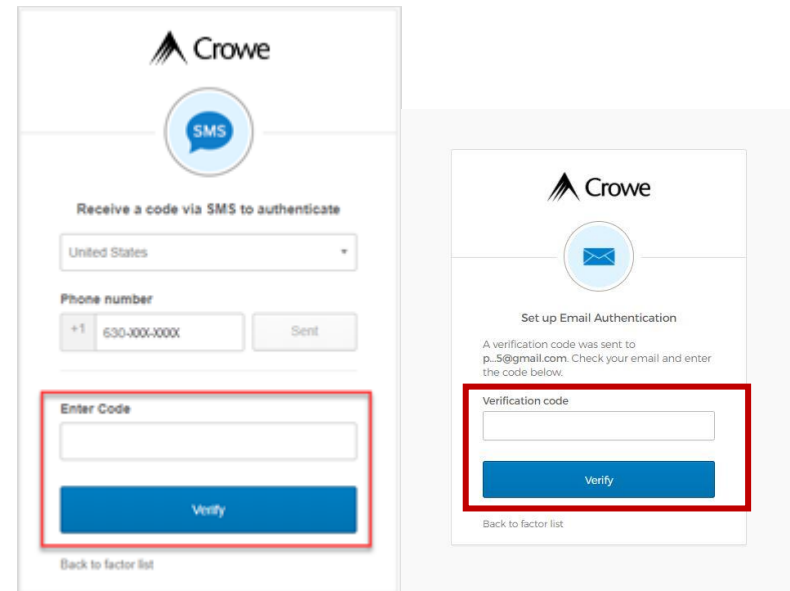 Crowe
SMS
Receive a code via SMS to authenticate
United States
Phone number
+1 630-XXX-XXXX Sent
Enter Code
Verify
Back to factor list
Crowe
Set up Email Authentication
A verification code was sent to
p...5@gmail.com. Check your email and enter
the code below.
Verification code
Verify
Back to factor list